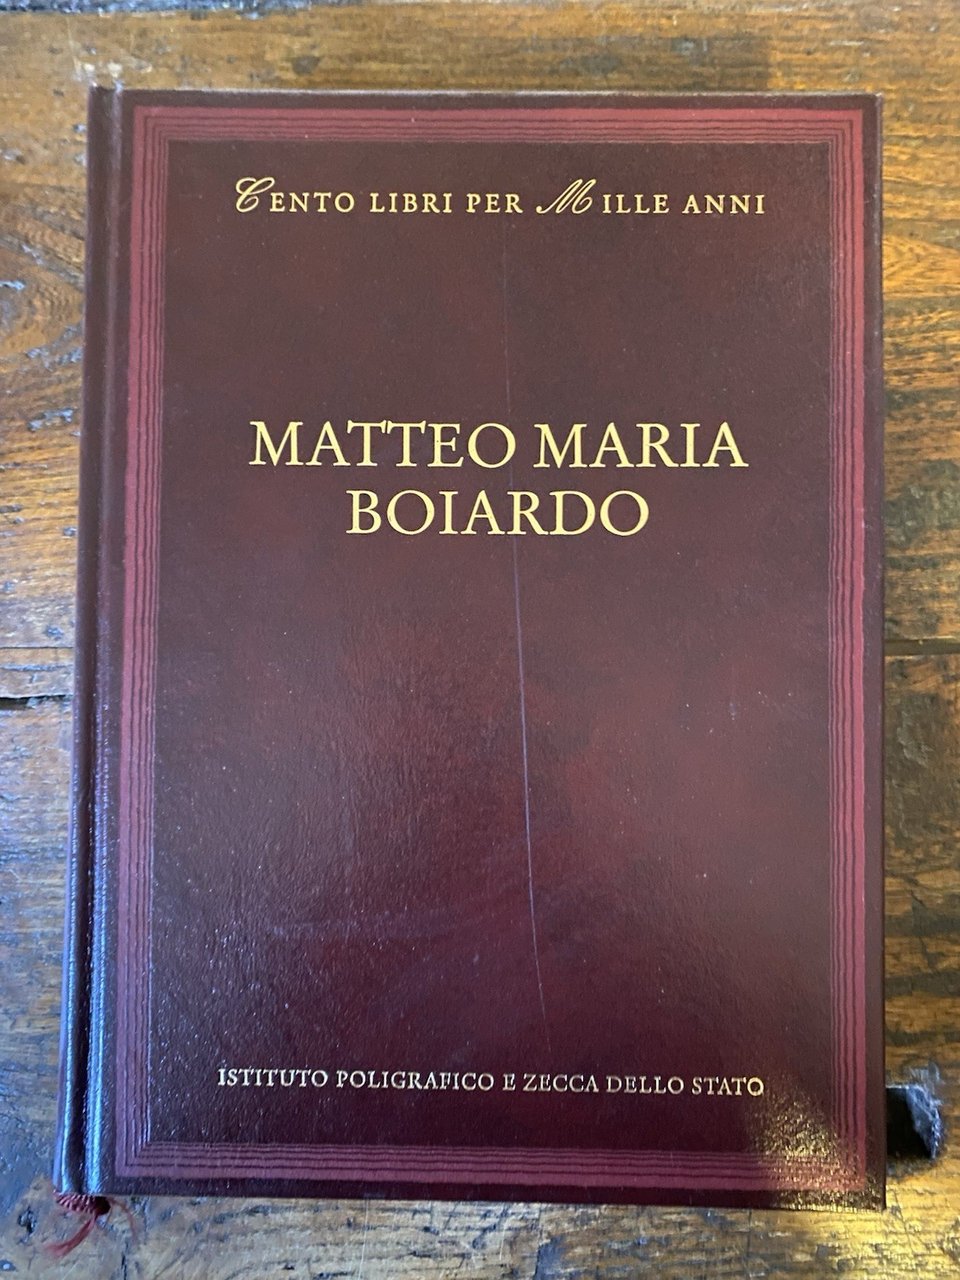 CENTO LIBRI PER MILLE ANNI
MATTEO MARIA
BOIARDO
ISTITUTO POLIGRAFICO E ZECCA DELLO STATO